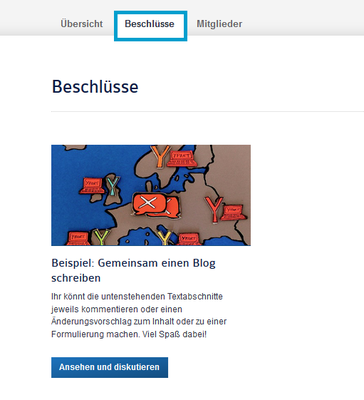 Übersicht Beschlüsse Mitglieder
Beschlüsse
Beispiel: Gemeinsam einen Blog
schreiben
Ihr könnt die untenstehenden Textabschnitte
jeweils kommentieren oder einen
Änderungsvorschlag zum Inhalt oder zu einer
Formulierung machen. Viel Spaß dabei!
Ansehen und diskutieren